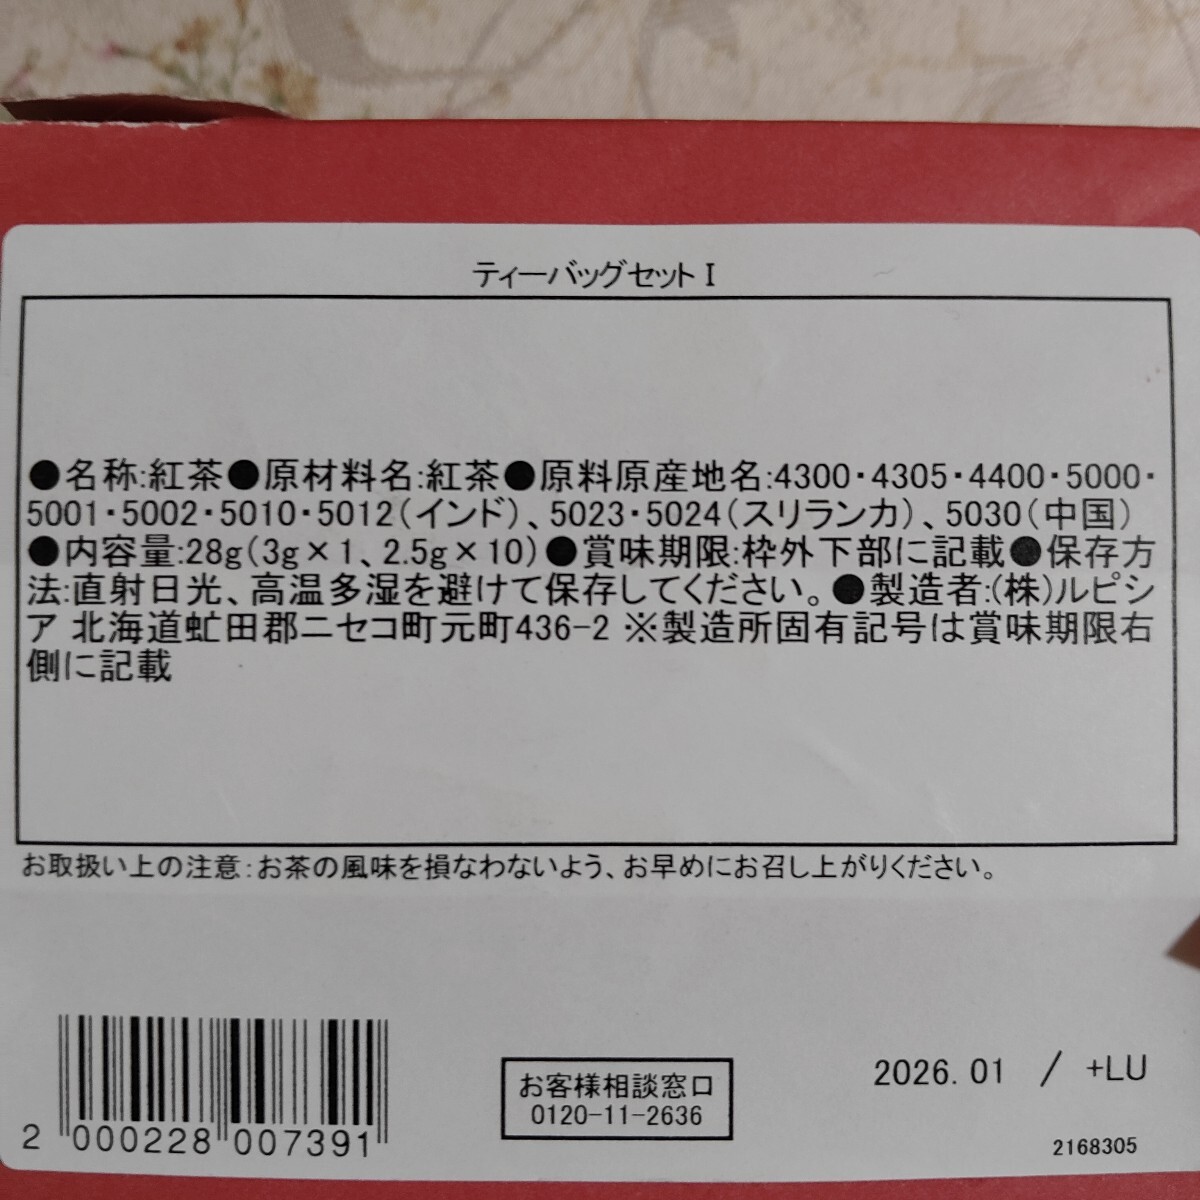 ティーバッグセット I
●名称:紅茶●原材料名:紅茶●原料原産地名:4300・4305・4400・5000・
5001・5002・5010・5012(インド)、5023・5024(スリランカ)、5030(中国)
●内容量:28g(3g×1、2.5g×10)●賞味期限:枠外下部に記載●保存方
法:直射日光、高温多湿を避けて保存してください。●製造者:(株)ルピシ
ア 北海道虻田郡ニセコ町元町436-2 ※製造所固有記号は賞味期限右
側に記載
お取扱い上の注意:お茶の風味を損なわないよう、お早めにお召し上がりください。
2 000228 007391
お客様相談窓口
0120-11-2636
2026.01 / +LU
2168305